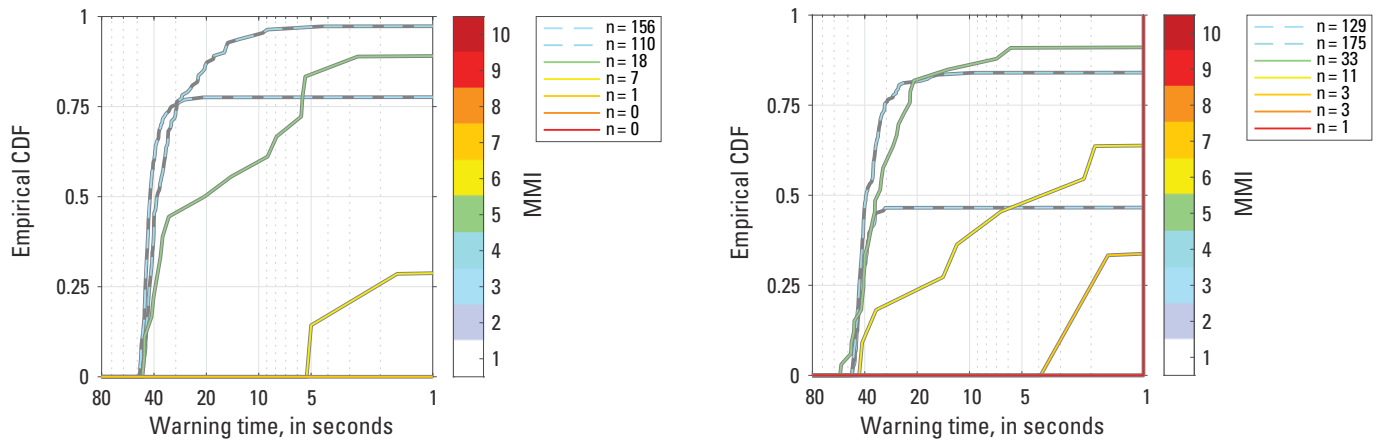 1
0.75
0.5
0.25
0
Empirical CDF
80
40
20
10
5
1
Warning time, in seconds
10
9
8
7
6
5
4
3
2
1
MMI
n = 156
n = 110
n = 18
n = 7
n = 1
n = 0
n = 0
1
0.75
0.5
0.25
0
Empirical CDF
80
40
20
10
5
1
Warning time, in seconds
10
9
8
7
6
5
4
3
2
1
MMI
n = 129
n = 175
n = 33
n = 11
n = 3
n = 3
n = 1